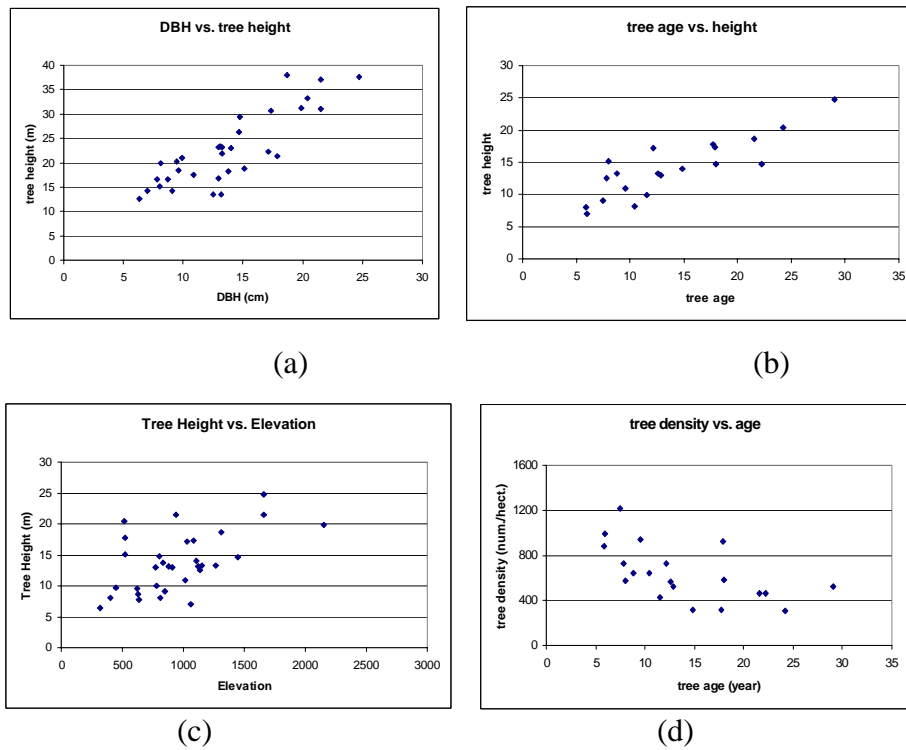 DBH vs. tree height
tree height (m)
40
35
30
25
20
15
10
5
0
0 5 10 15 20 25 30
DBH (cm)
(a)
tree age vs. height
tree height
30
25
20
15
10
5
0
0 5 10 15 20 25 30 35
tree age
(b)
Tree Height vs. Elevation
Tree Height (m)
30
25
20
15
10
5
0
0 500 1000 1500 2000 2500 3000
Elevation
(c)
tree density vs. age
tree density (num./hect.)
1600
1200
800
400
0
0 5 10 15 20 25 30 35
tree age (year)
(d)